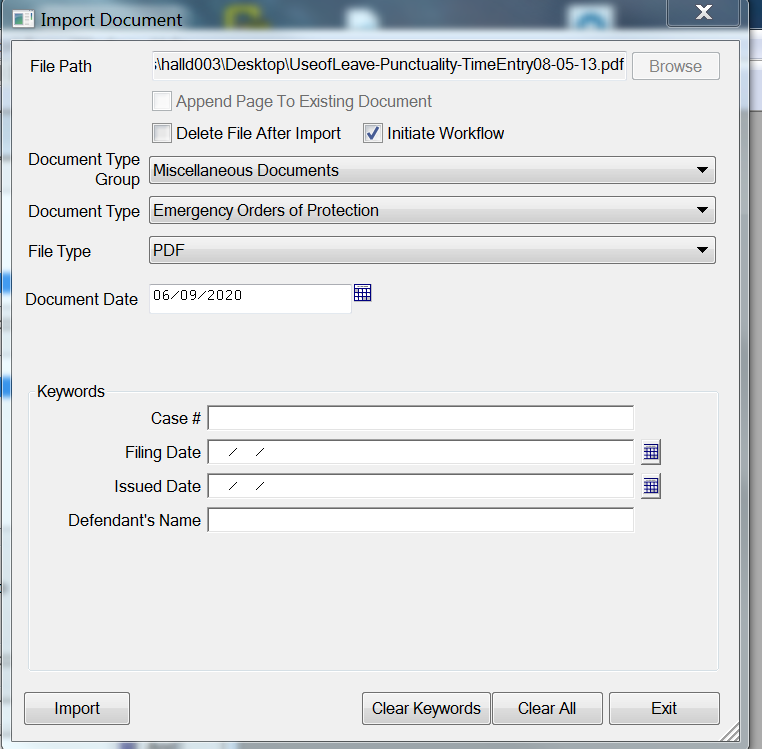 Import Document
File Path \halld003\Desktop\UseofLeave-Punctuality-TimeEntry08-05-13.pdf Browse
Append Page To Existing Document
Delete File After Import Initiate Workflow
Document Type
Group Miscellaneous Documents
Document Type Emergency Orders of Protection
File Type PDF
Document Date 06/09/2020
Keywords
Case #
Filing Date / /
Issued Date / /
Defendant's Name
Import Clear Keywords Clear All Exit